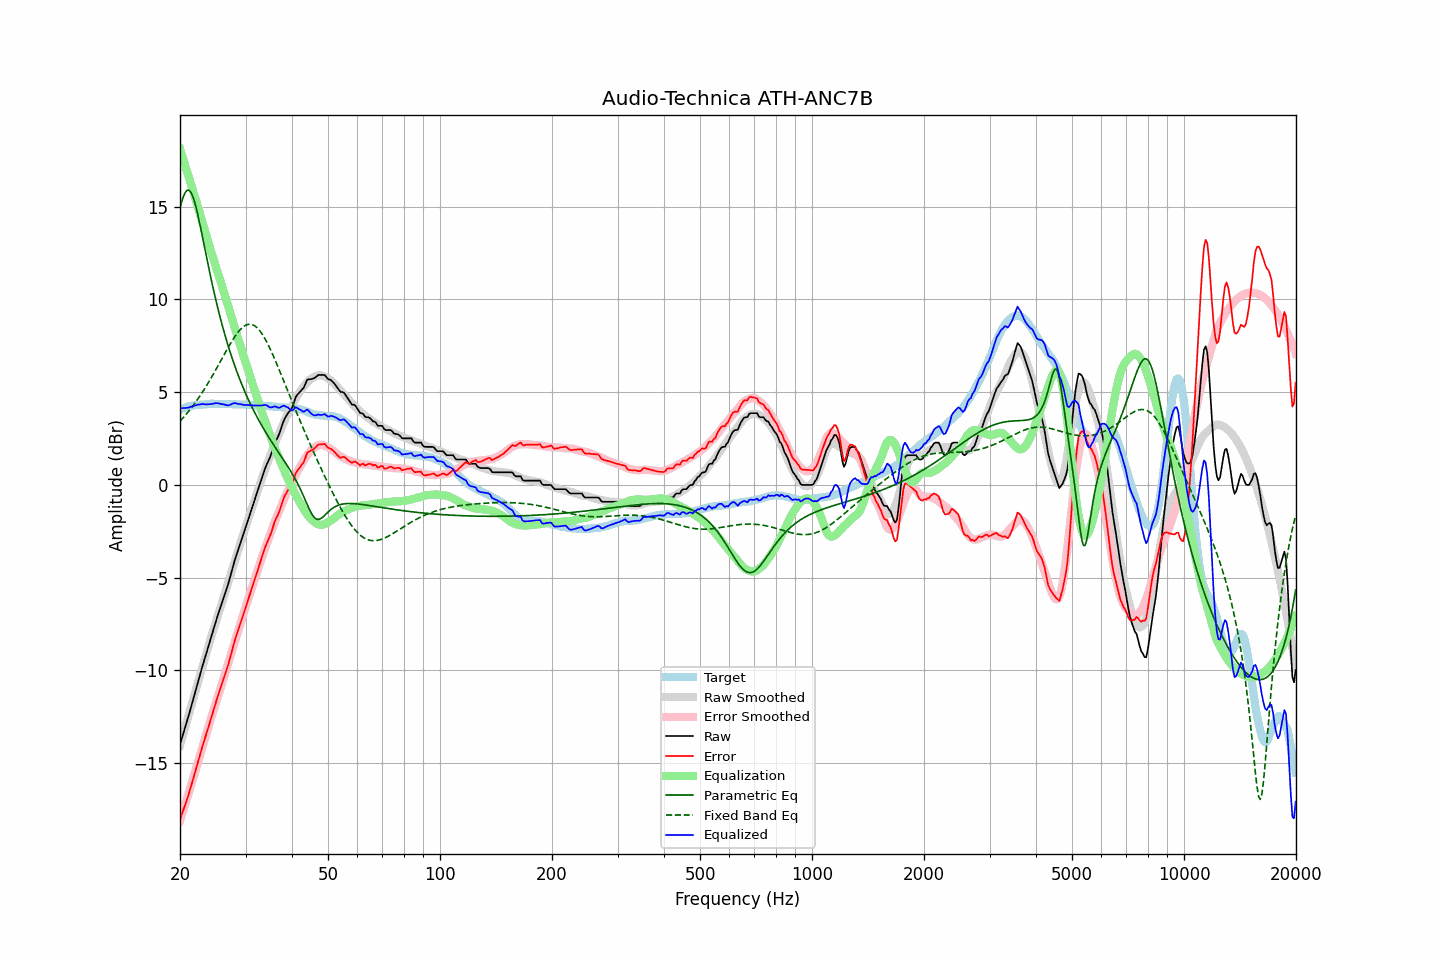 Audio-Technica ATH-ANC7B
Amplitude (dBr)
15
10
5
0
−5
−10
−15
Target
Raw Smoothed
Error Smoothed
Raw
Error
Equalization
Parametric Eq
Fixed Band Eq
Equalized
20 50 100 200 500 1000 2000 5000 10000 20000
Frequency (Hz)